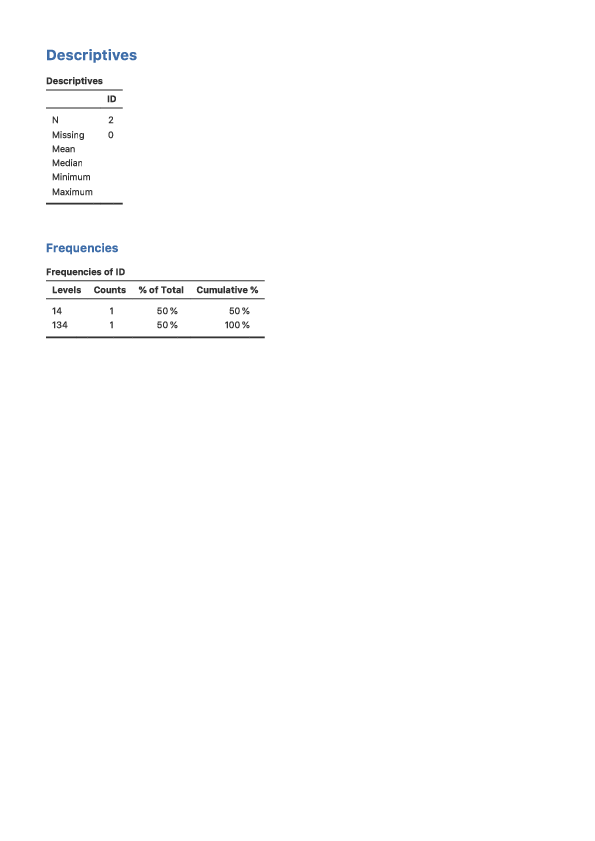 Descriptives
Descriptives
ID
N 2
Missing 0
Mean
Median
Minimum
Maximum
Frequencies
Frequencies of ID
Levels Counts % of Total Cumulative %
14 1 50 % 50 %
134 1 50 % 100 %